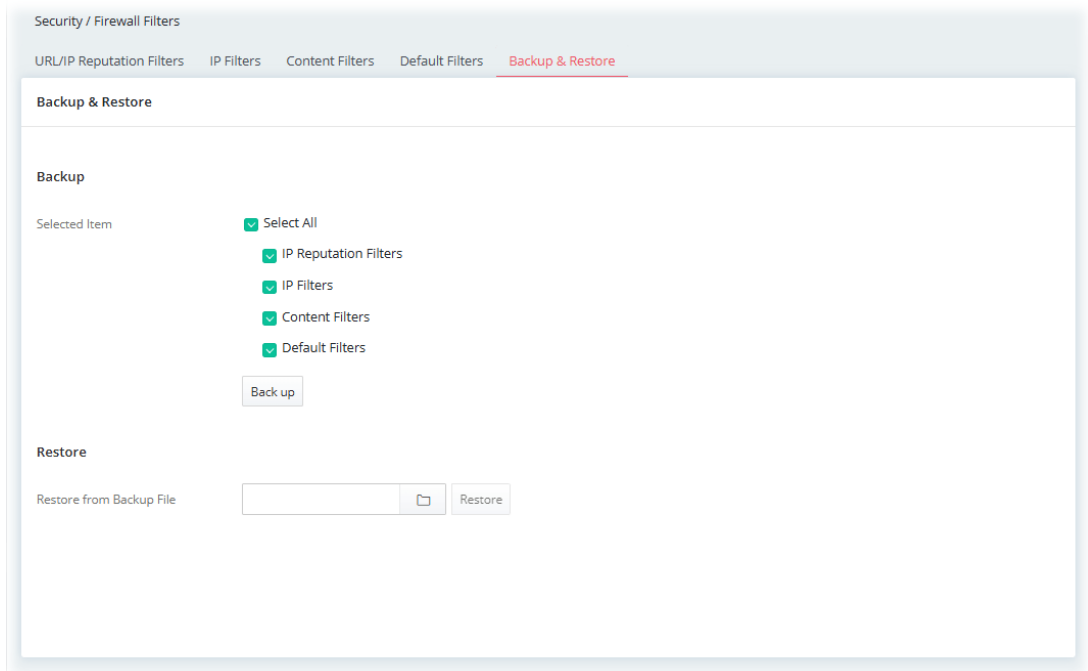 Security / Firewall Filters
URL/IP Reputation Filters IP Filters Content Filters Default Filters Backup & Restore
Backup & Restore
Backup
Selected Item Select All
IP Reputation Filters
IP Filters
Content Filters
Default Filters
Back up
Restore
Restore from Backup File Restore